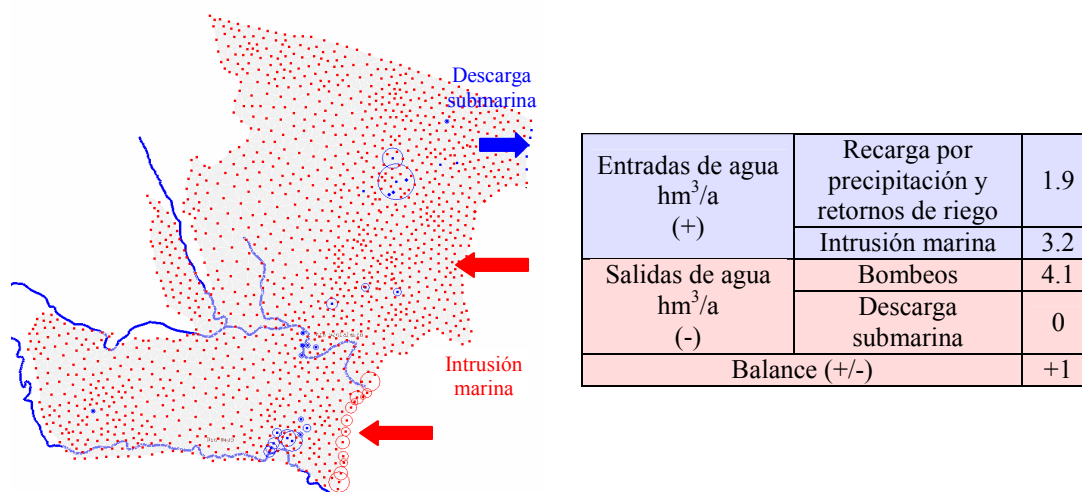 Descarga
submarina
Intrusión
marina
Entradas de agua
hm³/a
(+)
Recarga por
precipitación y
retornos de riego
1.9
Intrusión marina
3.2
Salidas de agua
hm³/a
(-)
Bombeos
4.1
Descarga
submarina
0
Balance (+/-)
+1